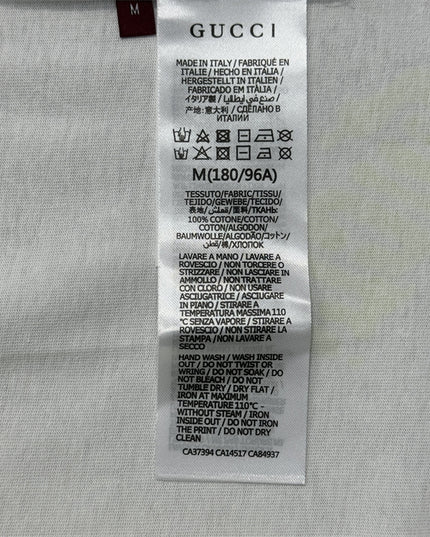 M
GUCCI
MADE IN ITALY / FABRIQUÉ EN
ITALIE / HECHO EN ITALIA /
HERGESTELLT IN ITALIEN /
FABRICADO EM ITÁLIA /
イタリア製 / صنع في إيطاليا /
产地:意大利 / СДЕЛАНО В
ИТАЛИИ
M(180/96A)
TESSUTO/FABRIC/TISSU/
TEJIDO/GEWEBE/TECIDO/
表地/قماش/面料/ТКАНЬ:
100% COTONE/COTTON/
COTON/ALGODON/
BAUMWOLLE/ALGODÃO/コットン/
قطن/棉/ХЛОПОК
LAVARE A MANO / LAVARE A
ROVESCIO / NON TORCERE O
STRIZZARE / NON LASCIARE IN
AMMOLLO / NON TRATTARE
CON CLORO / NON USARE
ASCIUGATRICE / ASCIUGARE
IN PIANO / STIRARE A
TEMPERATURA MASSIMA 110
°C SENZA VAPORE / STIRARE A
ROVESCIO / NON STIRARE LA
STAMPA / NON LAVARE A
SECCO
HAND WASH / WASH INSIDE
OUT / DO NOT TWIST OR
WRING / DO NOT SOAK / DO
NOT BLEACH / DO NOT
TUMBLE DRY / DRY FLAT /
IRON AT MAXIMUM
TEMPERATURE 110°C -
WITHOUT STEAM / IRON
INSIDE OUT / DO NOT IRON
THE PRINT / DO NOT DRY
CLEAN
CA37394 CA14517 CA84937